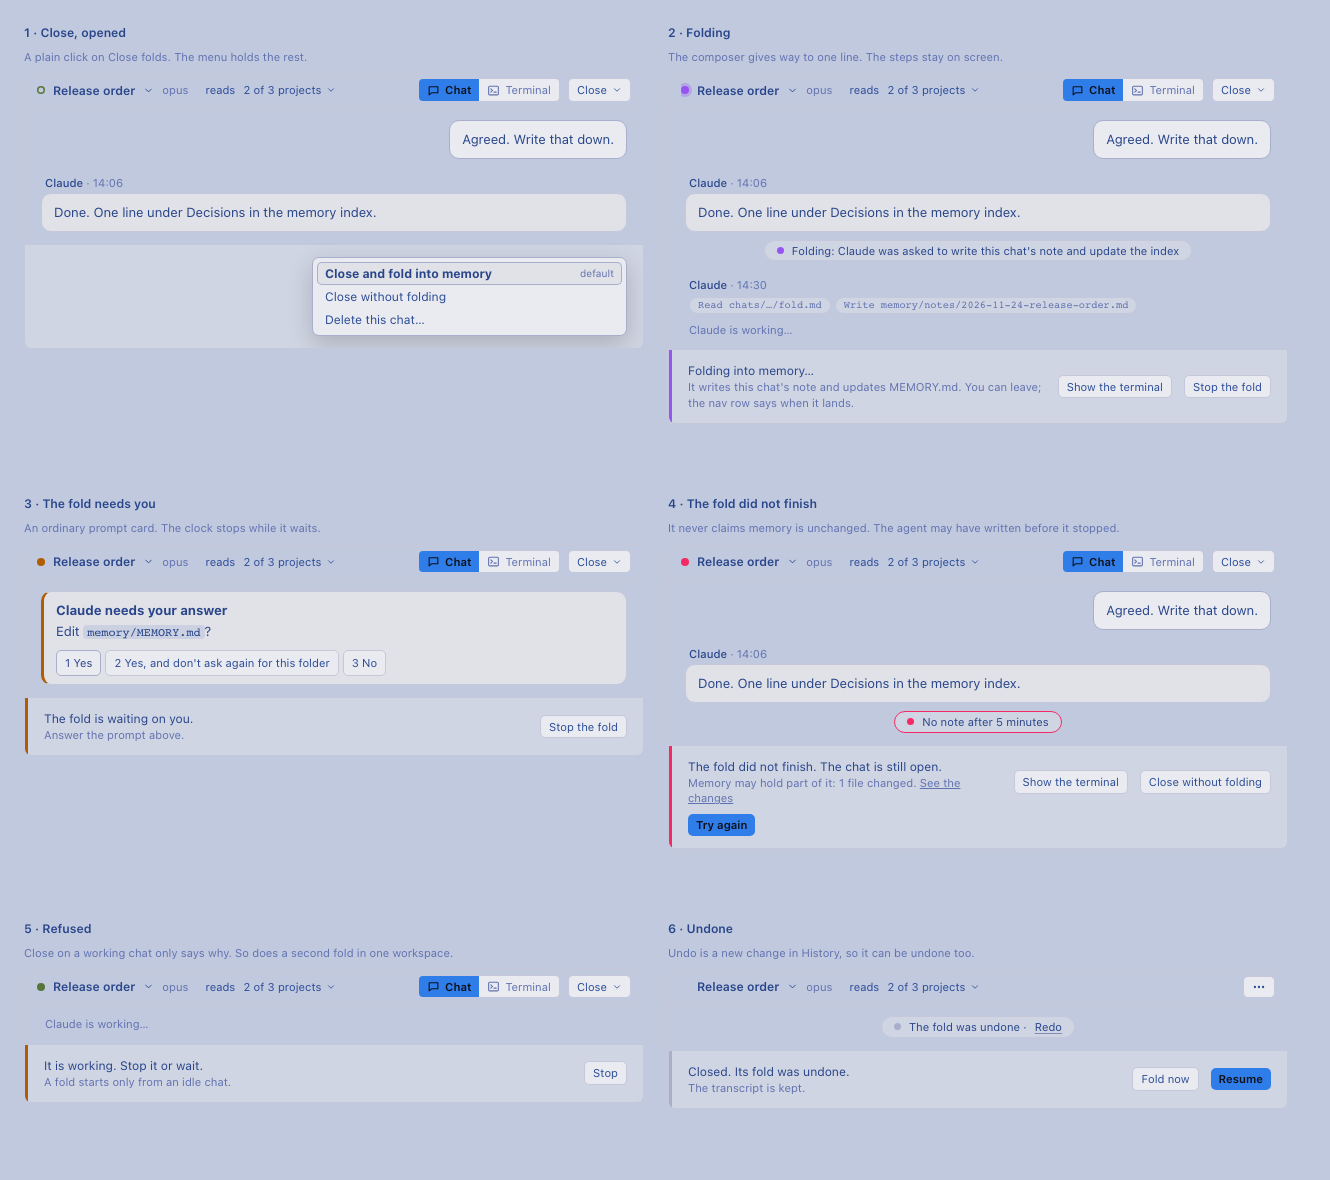 1 · Close, opened
A plain click on Close folds. The menu holds the rest.
Release order opus reads 2 of 3 projects Chat Terminal Close
Agreed. Write that down.
Claude · 14:06
Done. One line under Decisions in the memory index.
Close and fold into memory default
Close without folding
Delete this chat…
2 · Folding
The composer gives way to one line. The steps stay on screen.
Release order opus reads 2 of 3 projects Chat Terminal Close
Agreed. Write that down.
Claude · 14:06
Done. One line under Decisions in the memory index.
Folding: Claude was asked to write this chat's note and update the index
Claude · 14:30
Read chats/…/fold.md Write memory/notes/2026-11-24-release-order.md
Claude is working…
Folding into memory…
It writes this chat's note and updates MEMORY.md. You can leave;
the nav row says when it lands.
Show the terminal Stop the fold
3 · The fold needs you
An ordinary prompt card. The clock stops while it waits.
Release order opus reads 2 of 3 projects Chat Terminal Close
Claude needs your answer
Edit memory/MEMORY.md?
1 Yes 2 Yes, and don't ask again for this folder 3 No
The fold is waiting on you.
Answer the prompt above.
Stop the fold
4 · The fold did not finish
It never claims memory is unchanged. The agent may have written before it stopped.
Release order opus reads 2 of 3 projects Chat Terminal Close
Agreed. Write that down.
Claude · 14:06
Done. One line under Decisions in the memory index.
No note after 5 minutes
The fold did not finish. The chat is still open.
Memory may hold part of it: 1 file changed. See the
changes
Show the terminal Close without folding
Try again
5 · Refused
Close on a working chat only says why. So does a second fold in one workspace.
Release order opus reads 2 of 3 projects Chat Terminal Close
Claude is working…
It is working. Stop it or wait.
A fold starts only from an idle chat.
Stop
6 · Undone
Undo is a new change in History, so it can be undone too.
Release order opus reads 2 of 3 projects ···
The fold was undone · Redo
Closed. Its fold was undone.
The transcript is kept.
Fold now Resume